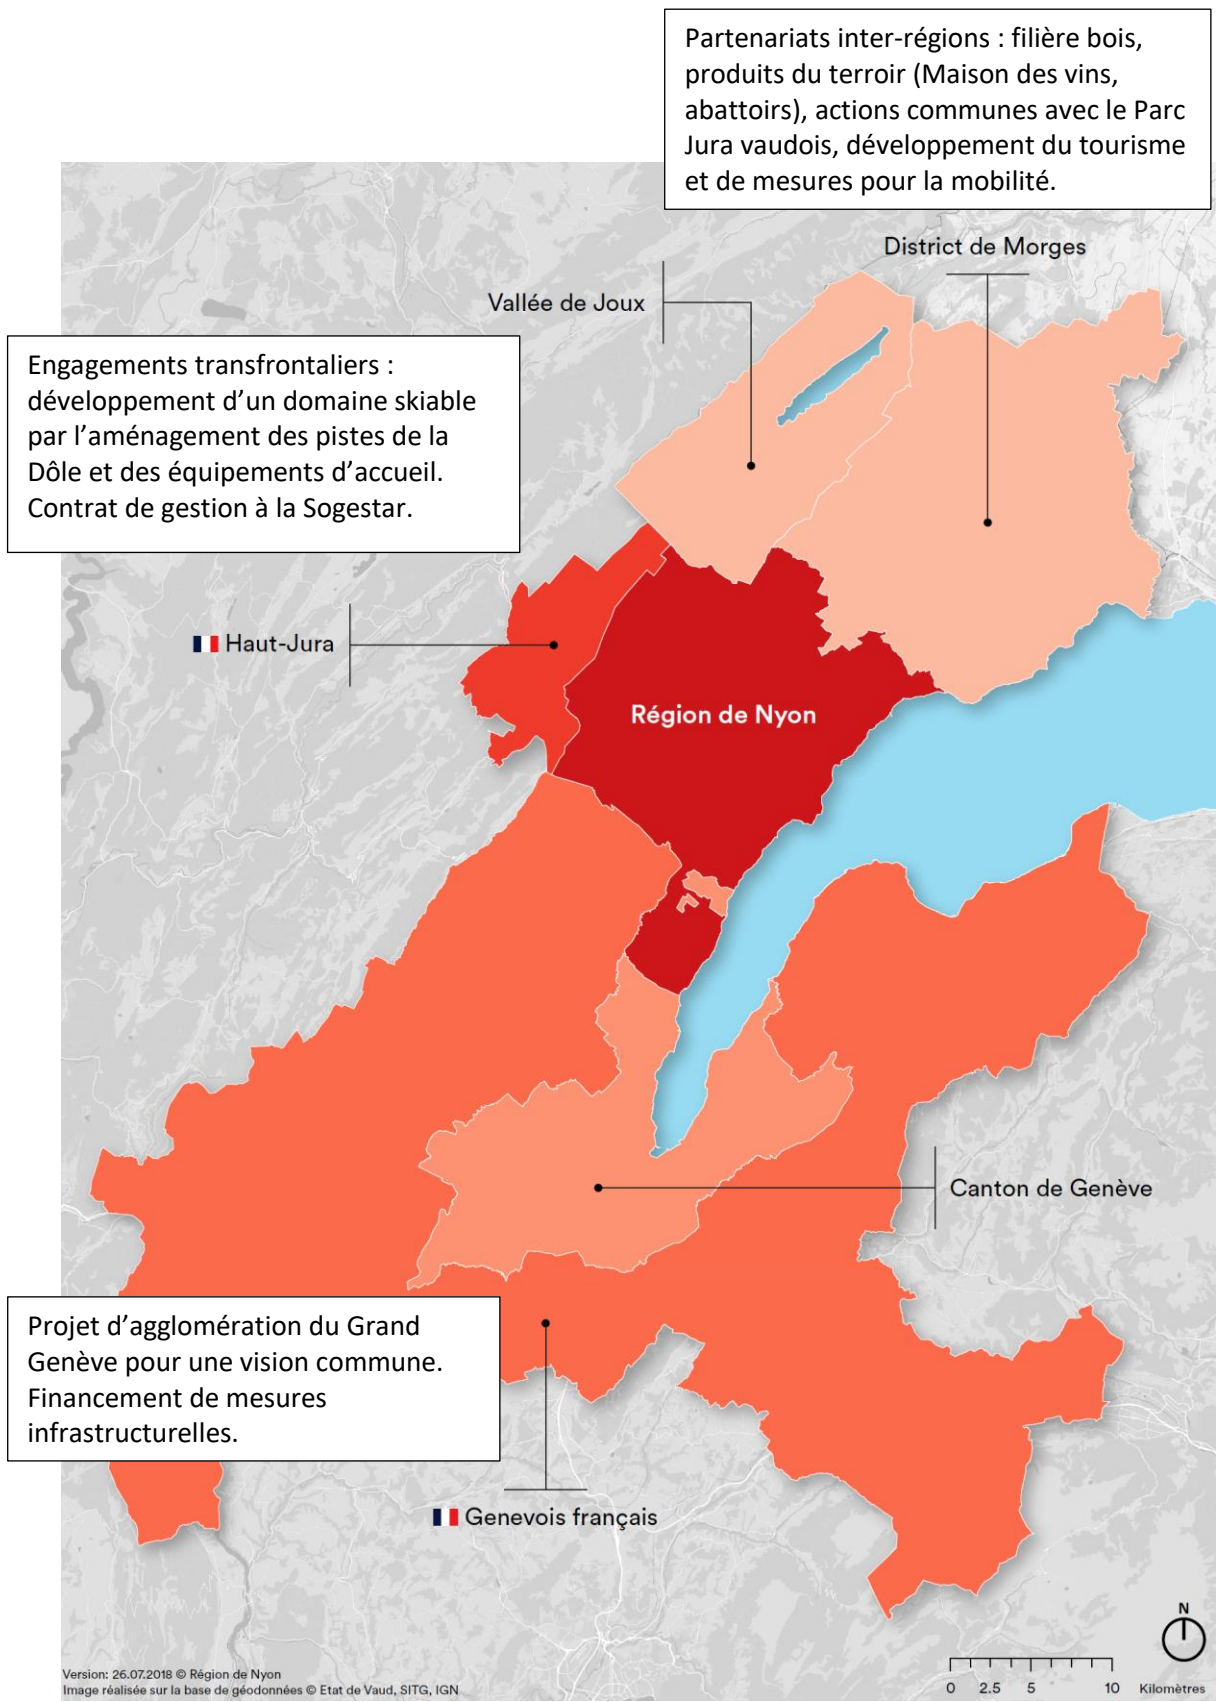 Partenariats inter-régions : filière bois,
produits du terroir (Maison des vins,
abattoirs), actions communes avec le Parc
Jura vaudois, développement du tourisme
et de mesures pour la mobilité.
District de Morges
Vallée de Joux
Engagements transfrontaliers :
développement d’un domaine skiable
par l’aménagement des pistes de la
Dôle et des équipements d’accueil.
Contrat de gestion à la Sogestar.
Haut-Jura
Région de Nyon
Canton de Genève
Projet d’agglomération du Grand
Genève pour une vision commune.
Financement de mesures
infrastructurelles.
Genevois français
N
0 2.5 5 10 Kilomètres
Version: 26.07.2018 © Région de Nyon
Image réalisée sur la base de géodonnées © Etat de Vaud, SITG, IGN